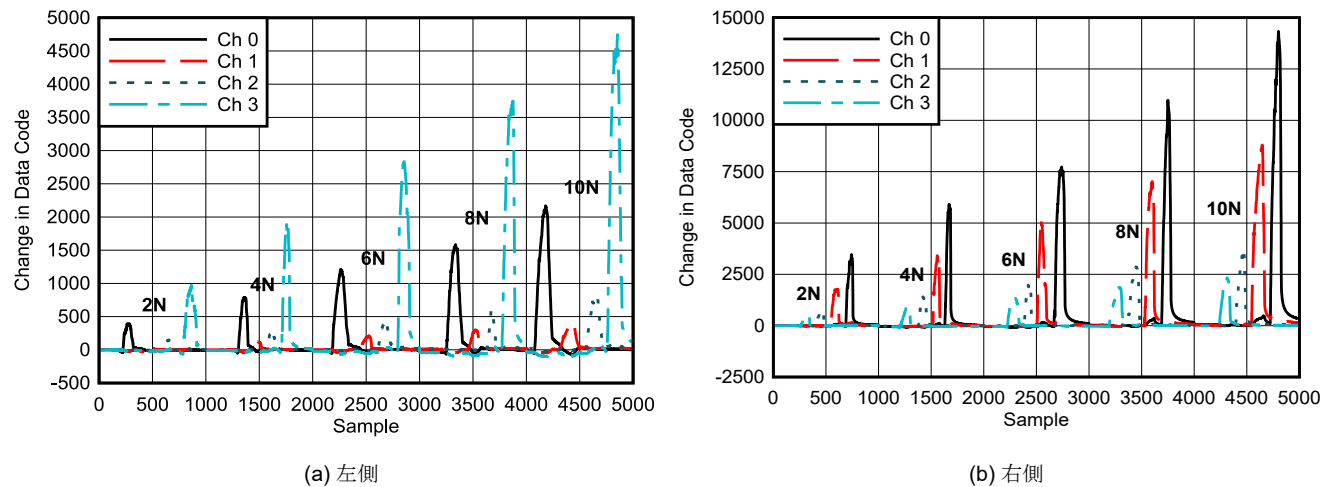 5000
4500
4000
3500
3000
2500
2000
1500
1000
500
0
-500
Change in Data Code
Ch 0
Ch 1
Ch 2
Ch 3
2N
4N
6N
8N
10N
0 500 1000 1500 2000 2500 3000 3500 4000 4500 5000
Sample
(a) 左側
15000
12500
10000
7500
5000
2500
0
-2500
Change in Data Code
Ch 0
Ch 1
Ch 2
Ch 3
2N
4N
6N
8N
10N
0 500 1000 1500 2000 2500 3000 3500 4000 4500 5000
Sample
(b) 右側